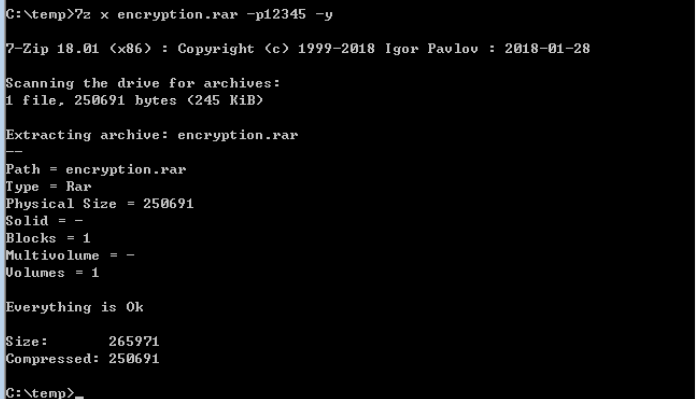 C:\temp>7z x encryption.rar -p12345 -y
7-Zip 18.01 (x86) : Copyright (c) 1999-2018 Igor Pavlov : 2018-01-28
Scanning the drive for archives:
1 file, 250691 bytes (245 KiB)
Extracting archive: encryption.rar
--
Path = encryption.rar
Type = Rar
Physical Size = 250691
Solid = -
Blocks = 1
Multivolume = -
Volumes = 1
Everything is Ok
Size:       265971
Compressed: 250691
C:\temp>_